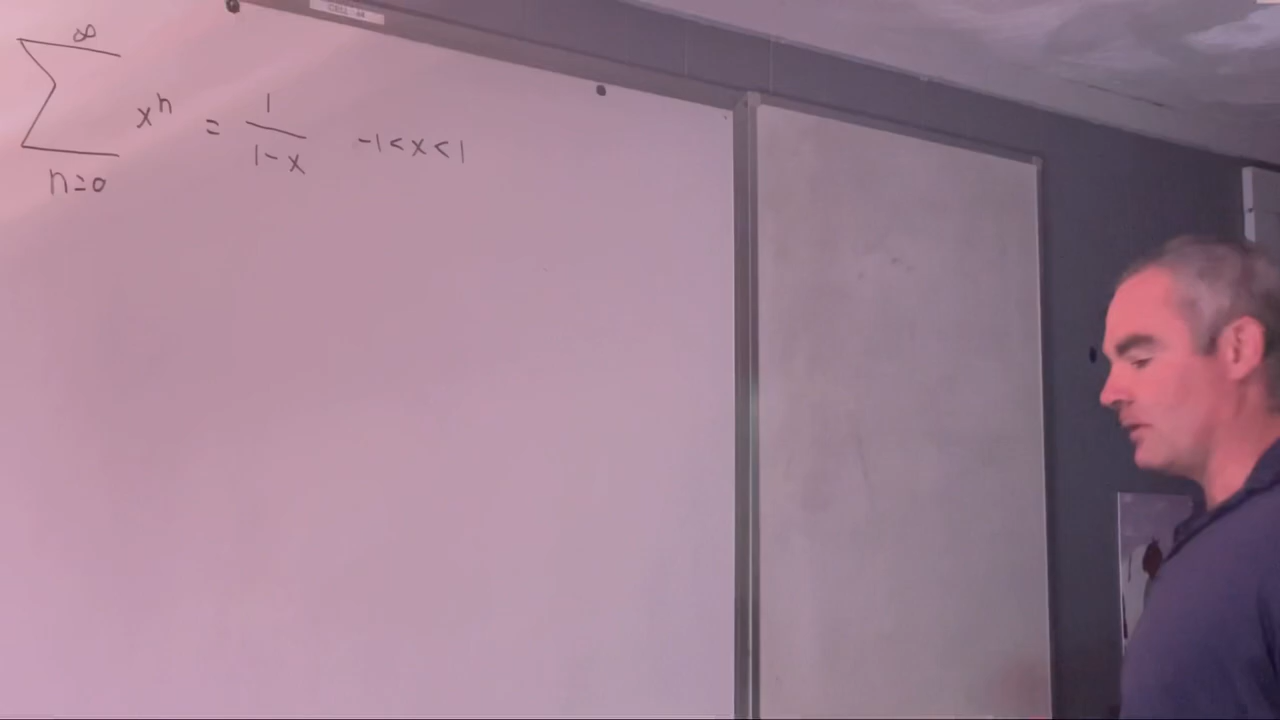 ∞
∑ xⁿ = 1/(1-x) -1<x<1
n=0